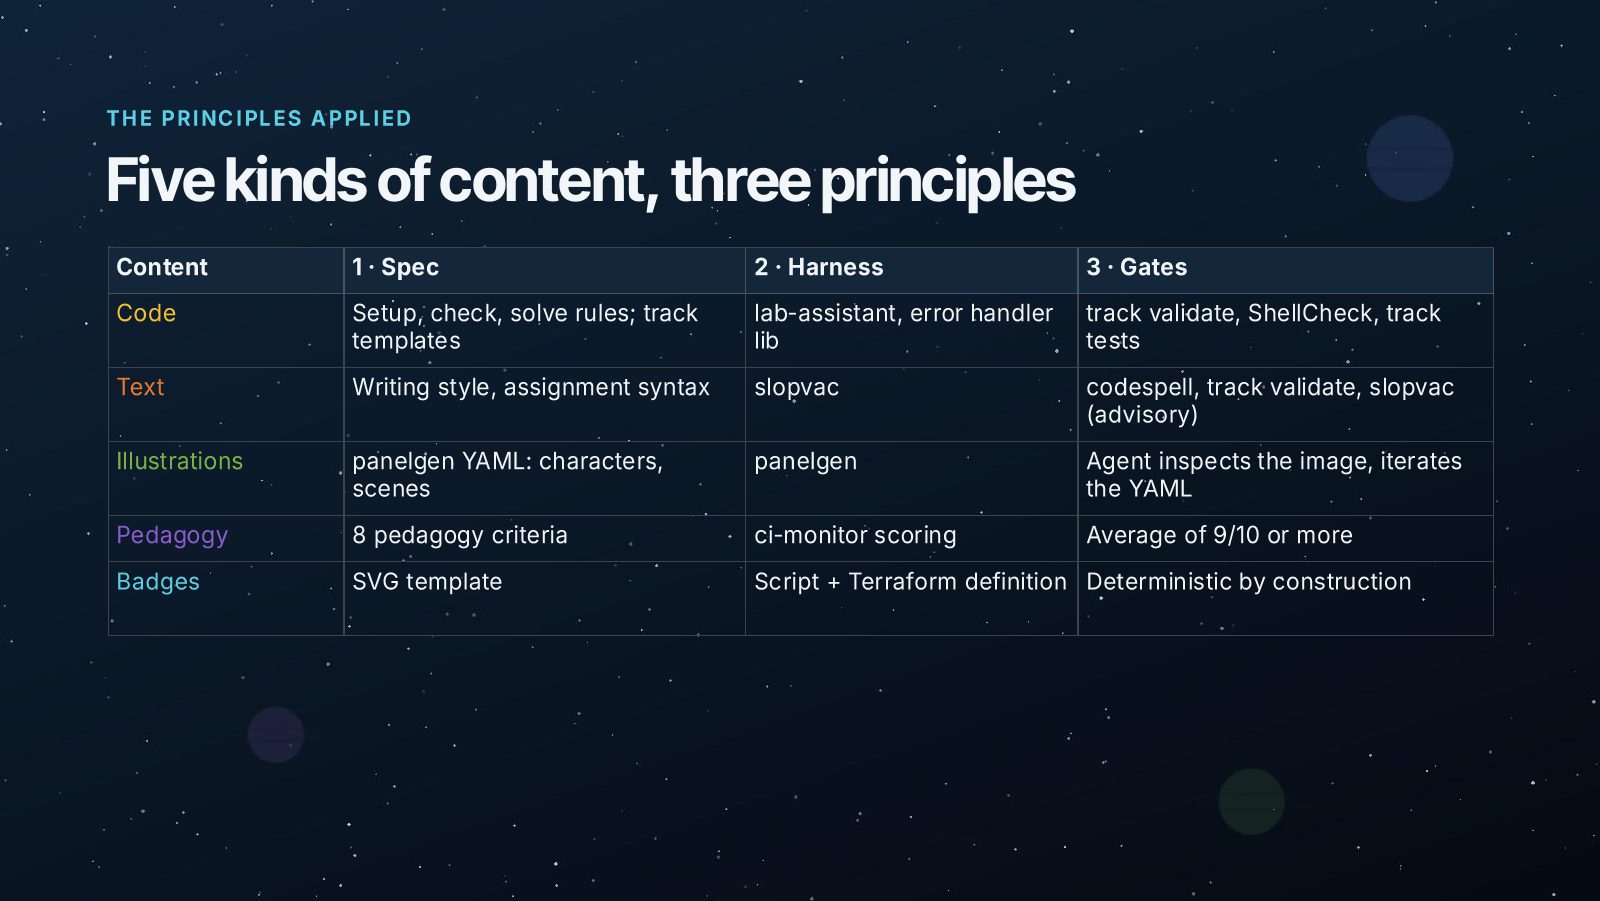 THE PRINCIPLES APPLIED
Five kinds of content, three principles
Content
1 · Spec
2 · Harness
3 · Gates
Code
Setup, check, solve rules; track
templates
lab-assistant, error handler
lib
track validate, ShellCheck, track
tests
Text
Writing style, assignment syntax
slopvac
codespell, track validate, slopvac
(advisory)
Illustrations
panelgen YAML: characters,
scenes
panelgen
Agent inspects the image, iterates
the YAML
Pedagogy
8 pedagogy criteria
ci-monitor scoring
Average of 9/10 or more
Badges
SVG template
Script + Terraform definition
Deterministic by construction